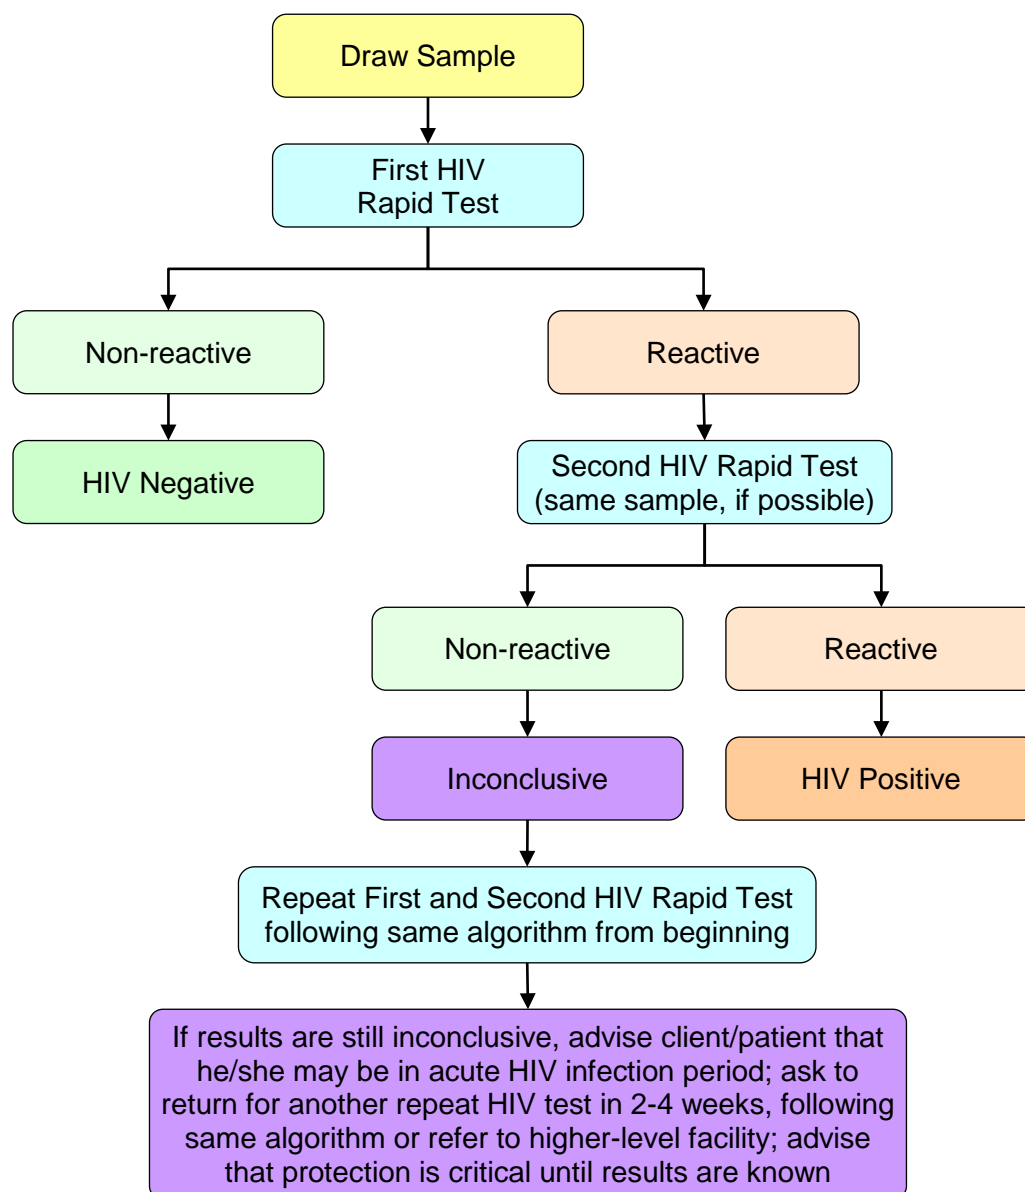 Draw Sample
First HIV
Rapid Test
Non-reactive
Reactive
HIV Negative
Second HIV Rapid Test
(same sample, if possible)
Non-reactive
Reactive
Inconclusive
HIV Positive
Repeat First and Second HIV Rapid Test
following same algorithm from beginning
If results are still inconclusive, advise client/patient that
he/she may be in acute HIV infection period; ask to
return for another repeat HIV test in 2-4 weeks, following
same algorithm or refer to higher-level facility; advise
that protection is critical until results are known